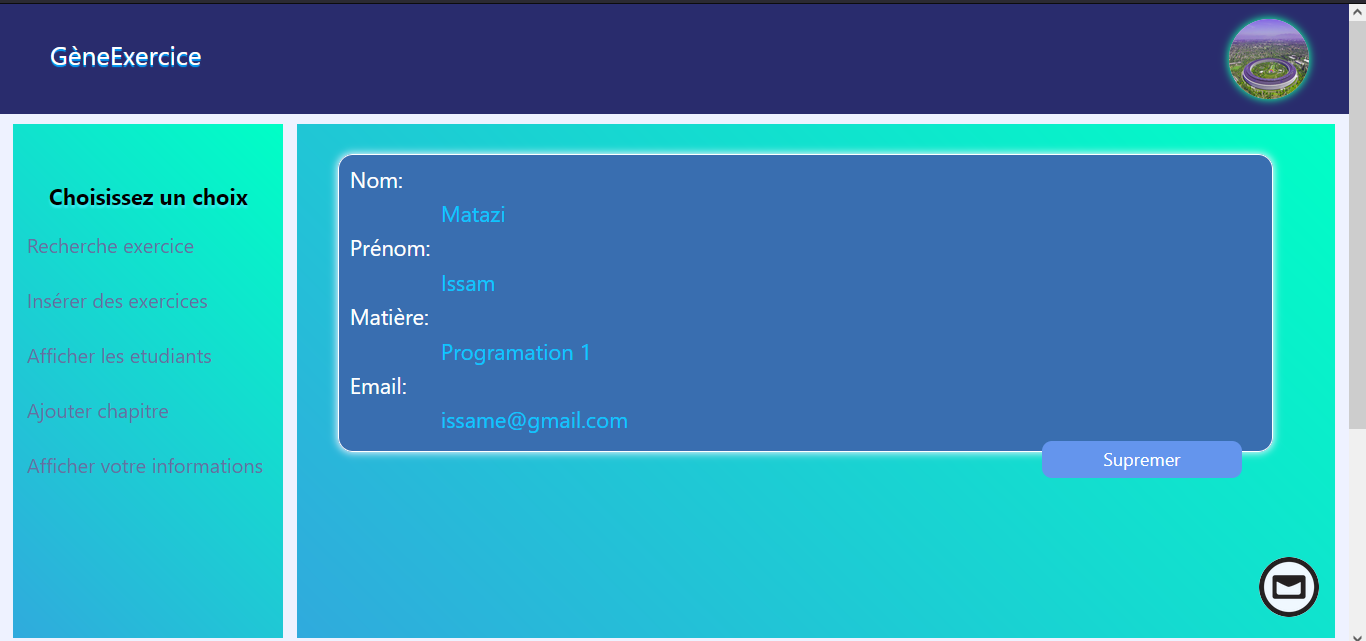 GèneExercice
Choisissez un choix
Recherche exercice
Insérer des exercices
Afficher les etudiants
Ajouter chapitre
Afficher votre informations
Nom:
Matazi
Prénom:
Issam
Matière:
Programation 1
Email:
issame@gmail.com
Supremer